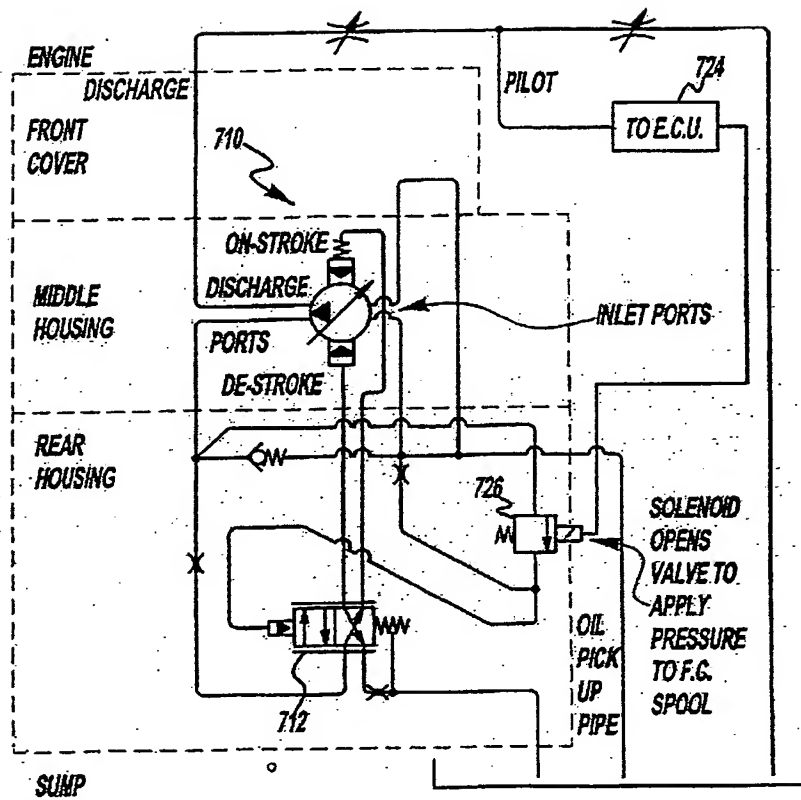 ENGINE
DISCHARGE
FRONT
COVER
PILOT
724
TO E.C.U.
710
ON-STROKE
MIDDLE
HOUSING
DISCHARGE
PORTS
INLET PORTS
DE-STROKE
REAR
HOUSING
726
SOLENOID
OPENS
VALVE TO
APPLY
PRESSURE
TO F.G.
SPOOL
OIL
PICK
UP
PIPE
712
SUMP